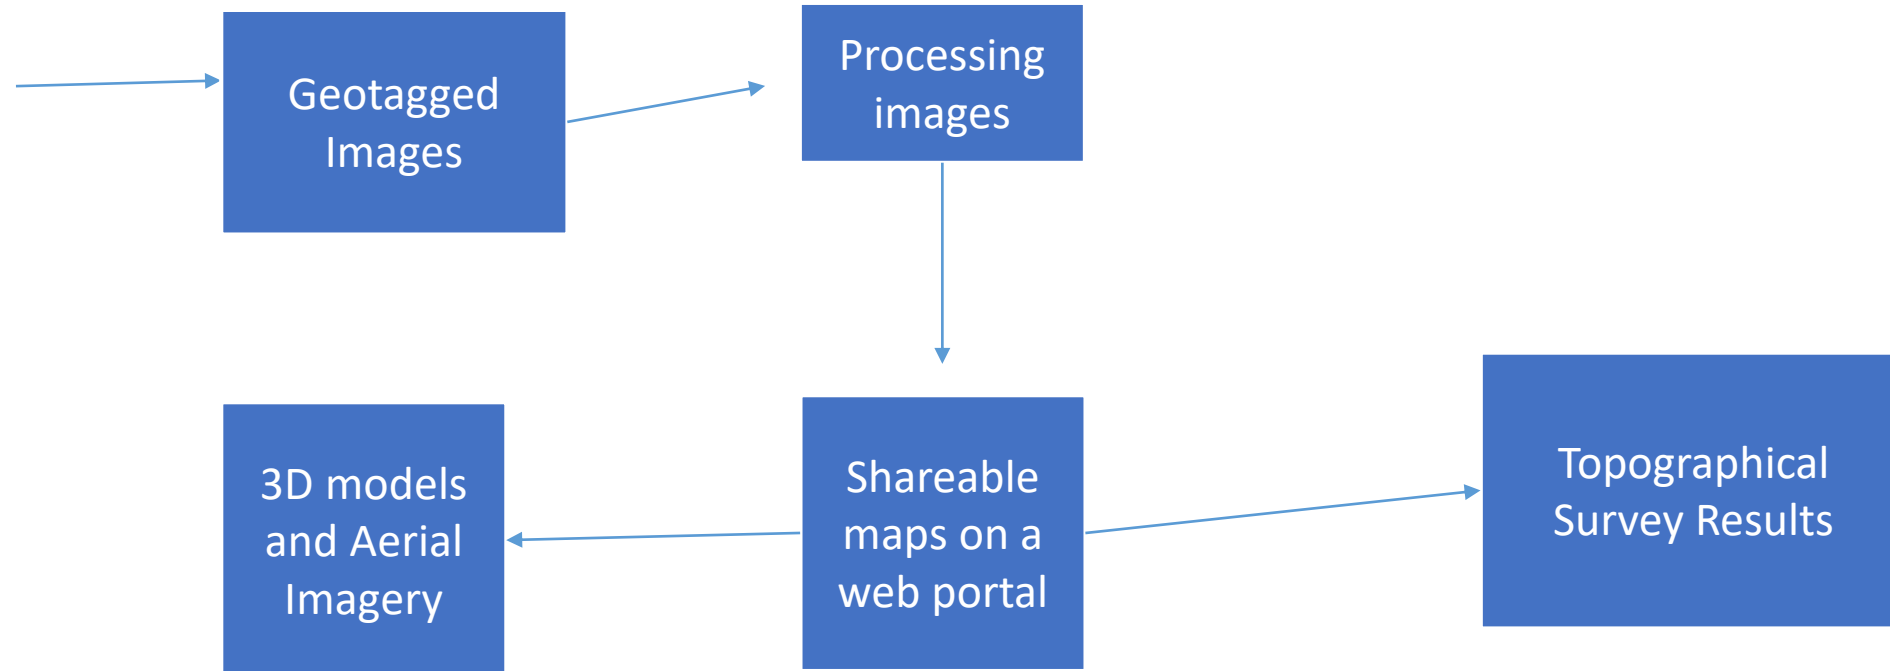 Geotagged
Images
Processing
images
3D models
and Aerial
Imagery
Shareable
maps on a
web portal
Topographical
Survey Results